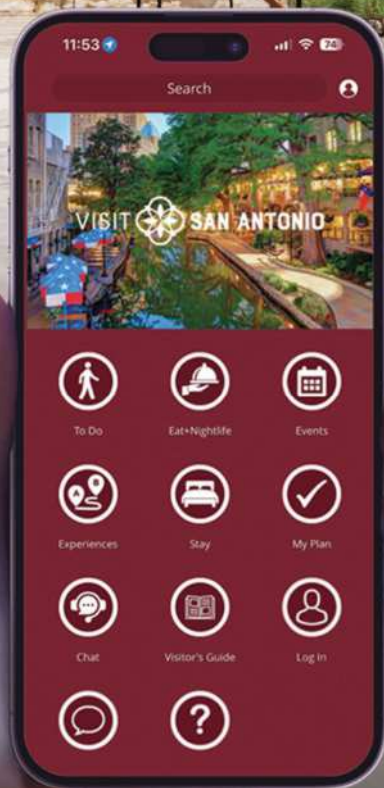 11:53
74
Search
VISIT SAN ANTONIO
To Do
Eat+Nightlife
Events
A
B
Experiences
Stay
My Plan
Chat
Visitor's Guide
Log In
?